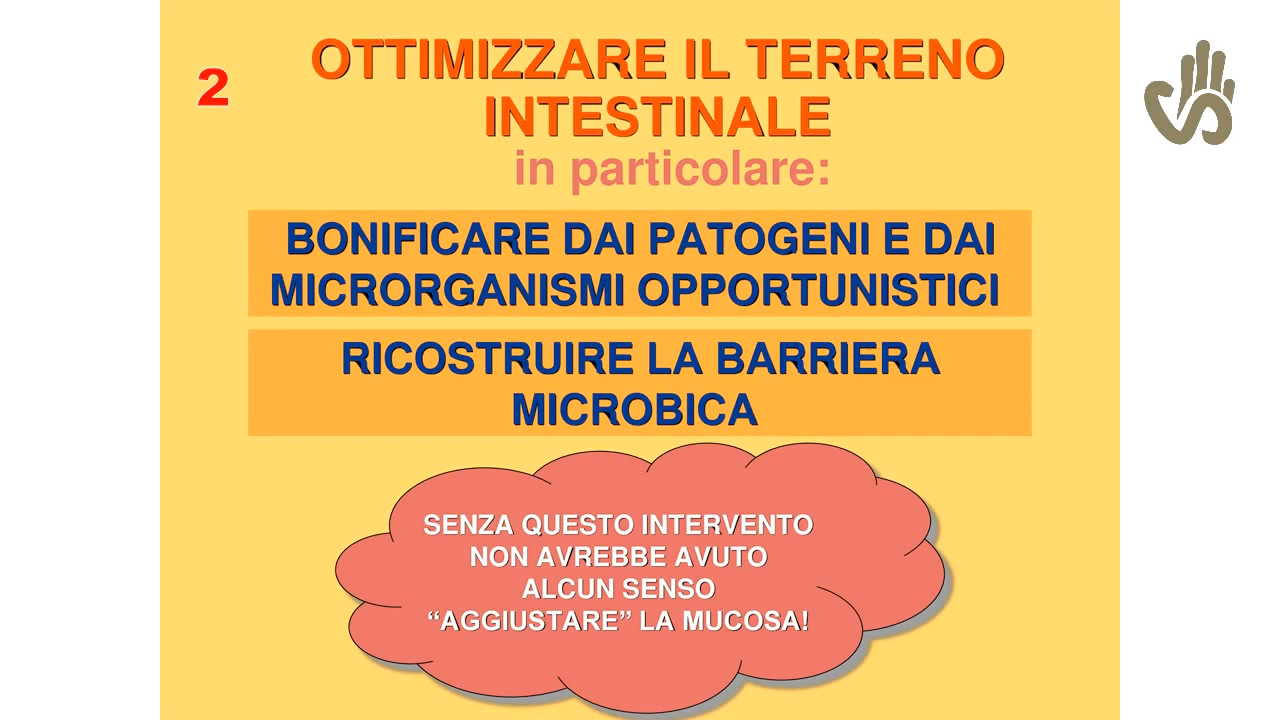 2
OTTIMIZZARE IL TERRENO
INTESTINALE
in particolare:
BONIFICARE DAI PATOGENI E DAI
MICRORGANISMI OPPORTUNISTICI
RICOSTRUIRE LA BARRIERA
MICROBICA
SENZA QUESTO INTERVENTO
NON AVREBBE AVUTO
ALCUN SENSO
“AGGIUSTARE” LA MUCOSA!